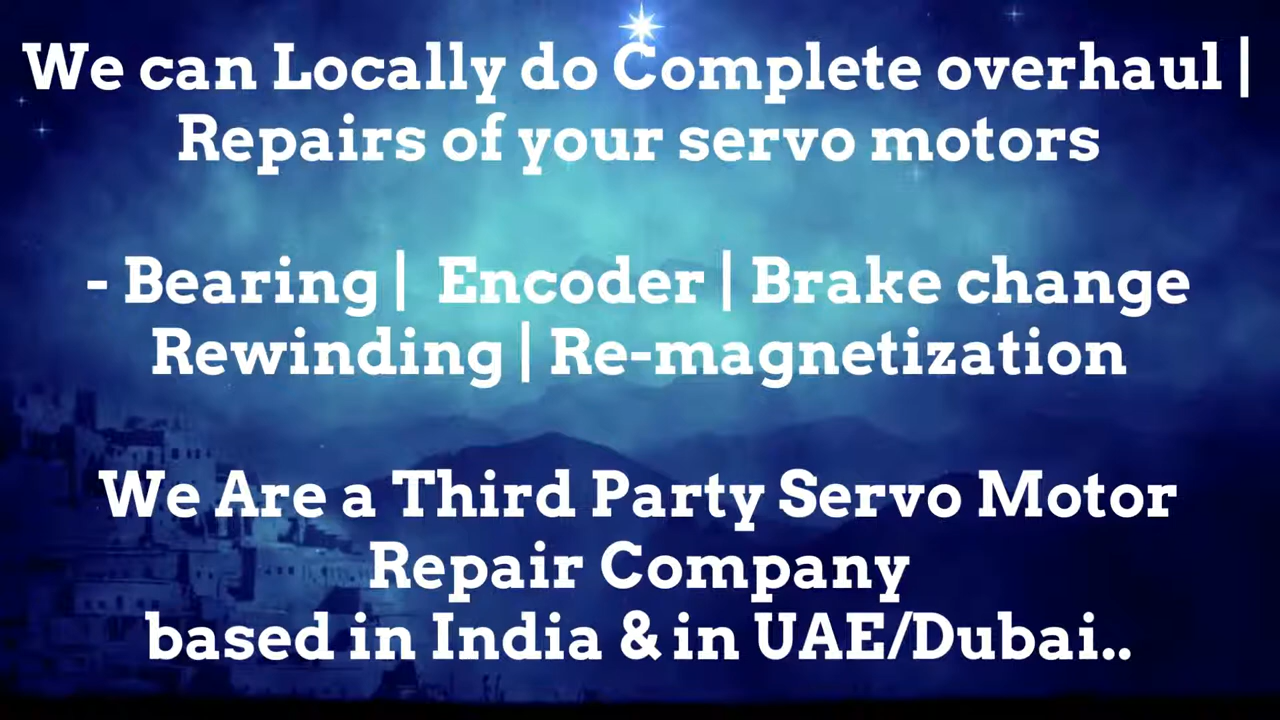 We can Locally do Complete overhaul |
Repairs of your servo motors
- Bearing | Encoder | Brake change
Rewinding | Re-magnetization
We Are a Third Party Servo Motor
Repair Company
based in India & in UAE/Dubai..